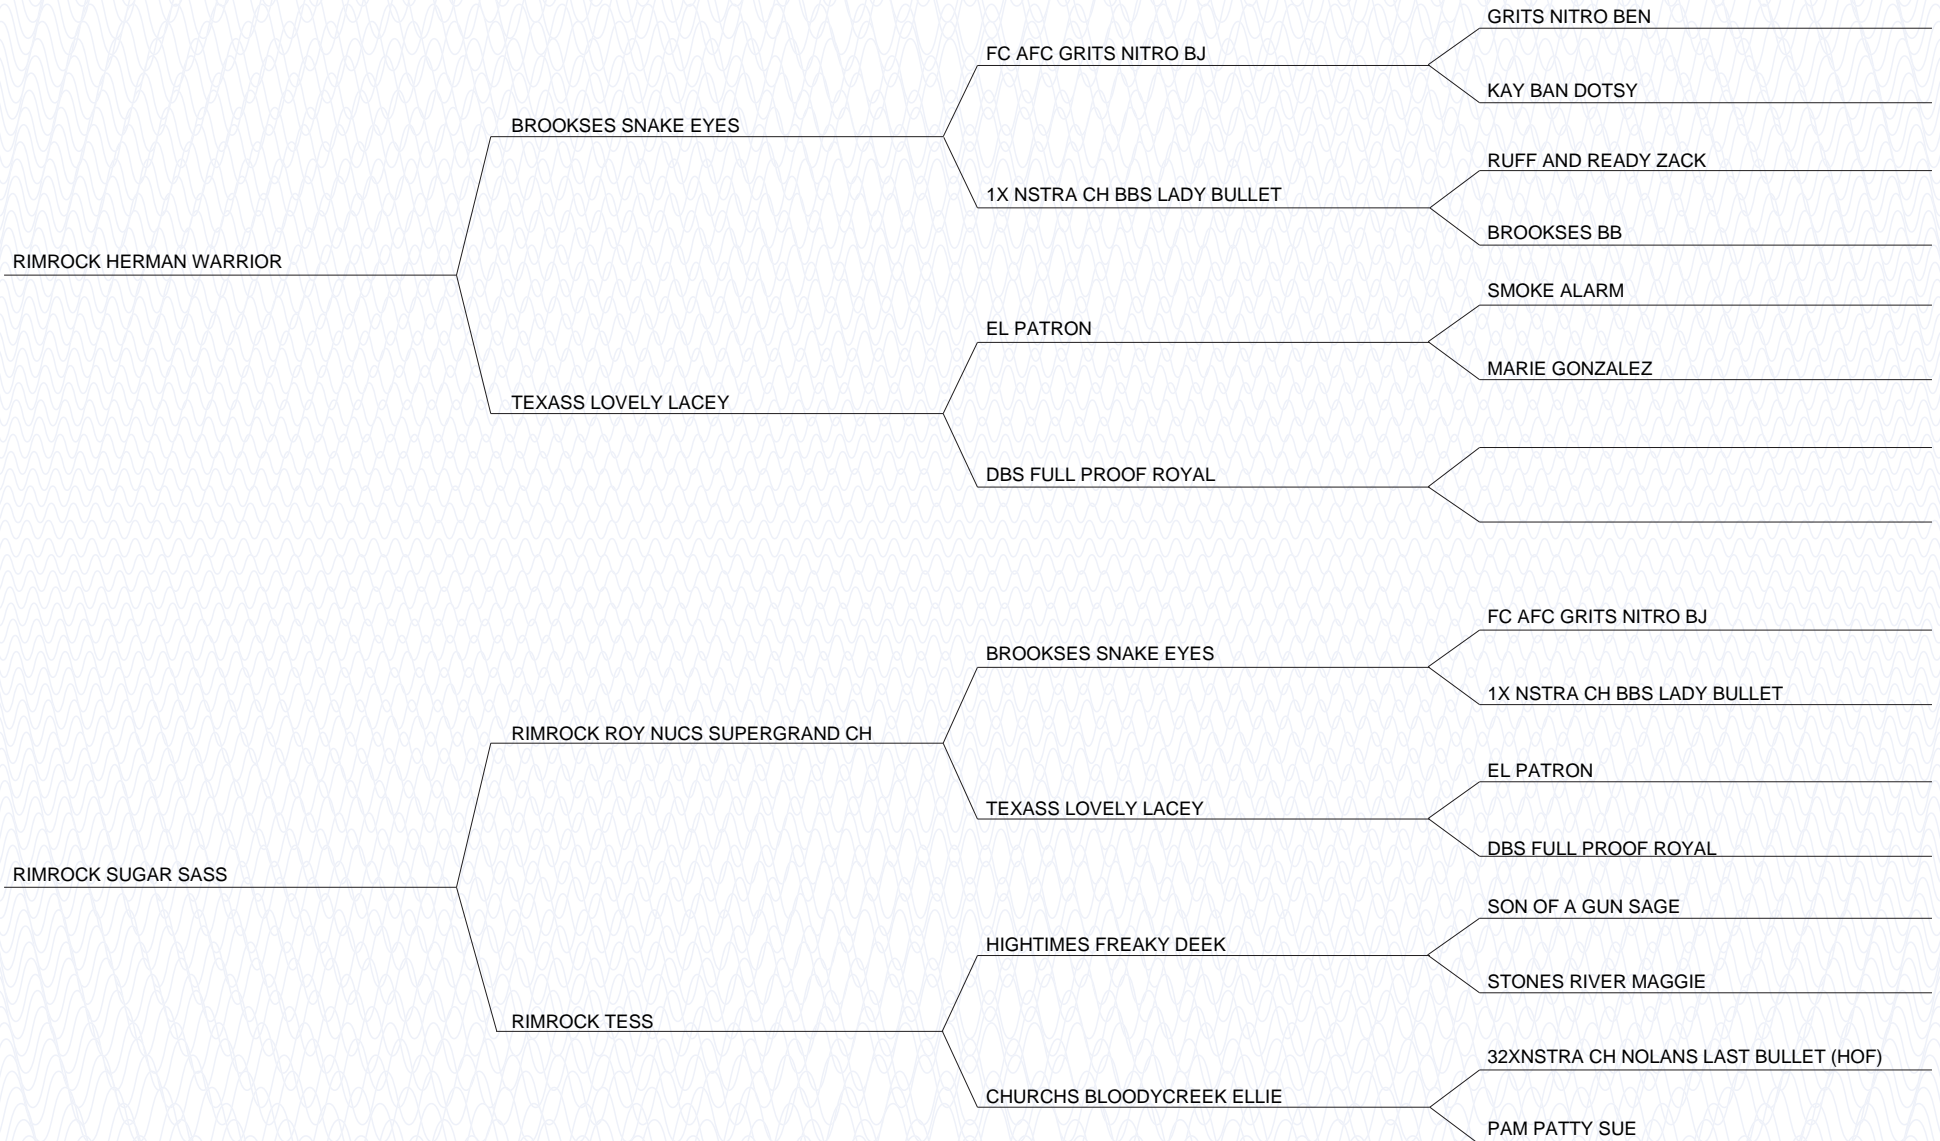 GRITS NITRO BEN
FC AFC GRITS NITRO BJ
KAY BAN DOTSY
BROOKSES SNAKE EYES
RUFF AND READY ZACK
1X NSTRA CH BBS LADY BULLET
BROOKSES BB
RIMROCK HERMAN WARRIOR
SMOKE ALARM
EL PATRON
MARIE GONZALEZ
TEXASS LOVELY LACEY
DBS FULL PROOF ROYAL
FC AFC GRITS NITRO BJ
BROOKSES SNAKE EYES
1X NSTRA CH BBS LADY BULLET
RIMROCK ROY NUCS SUPERGRAND CH
EL PATRON
TEXASS LOVELY LACEY
DBS FULL PROOF ROYAL
RIMROCK SUGAR SASS
SON OF A GUN SAGE
HIGHTIMES FREAKY DEEK
STONES RIVER MAGGIE
RIMROCK TESS
32XNSTRA CH NOLANS LAST BULLET (HOF)
CHURCHS BLOODYCREEK ELLIE
PAM PATTY SUE